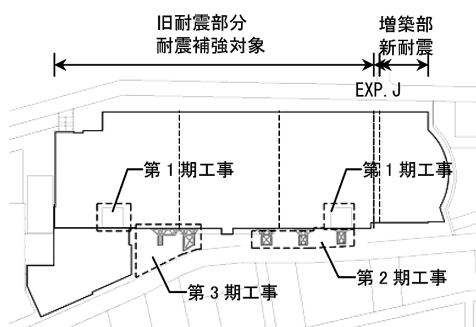 旧耐震部分
耐震補強対象
増築部
新耐震
EXP.J
第1期工事
第1期工事
第3期工事
第2期工事